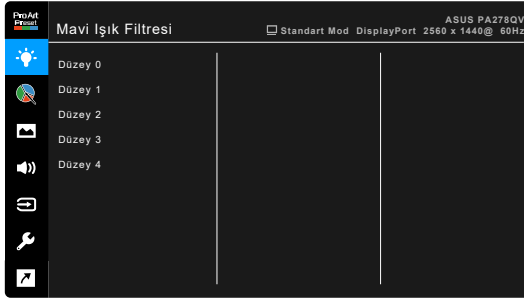 ProArt
Preset
Mavi Işık Filtresi
ASUS PA278QV
Standart Mod DisplayPort 2560 x 1440@ 60Hz
Düzey 0
Düzey 1
Düzey 2
Düzey 3
Düzey 4